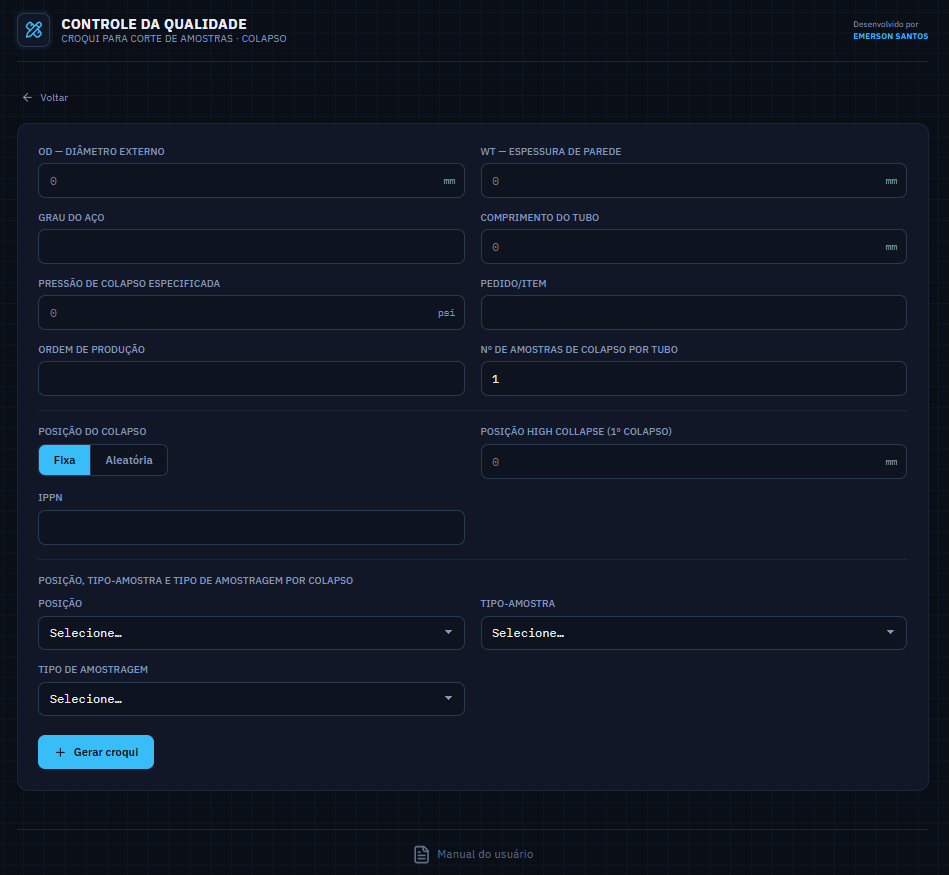 CONTROLE DA QUALIDADE
CROQUI PARA CORTE DE AMOSTRAS · COLAPSO
Desenvolvido por
EMERSON SANTOS
Voltar
OD — DIÂMETRO EXTERNO
0 mm
WT — ESPESSURA DE PAREDE
0 mm
GRAU DO AÇO
COMPRIMENTO DO TUBO
0 mm
PRESSÃO DE COLAPSO ESPECIFICADA
0 psi
PEDIDO/ITEM
ORDEM DE PRODUÇÃO
Nº DE AMOSTRAS DE COLAPSO POR TUBO
1
POSIÇÃO DO COLAPSO
Fixa Aleatória
POSIÇÃO HIGH COLLAPSE (1º COLAPSO)
0 mm
IPPN
POSIÇÃO, TIPO-AMOSTRA E TIPO DE AMOSTRAGEM POR COLAPSO
POSIÇÃO
Selecione…
TIPO-AMOSTRA
Selecione…
TIPO DE AMOSTRAGEM
Selecione…
+ Gerar croqui
Manual do usuário